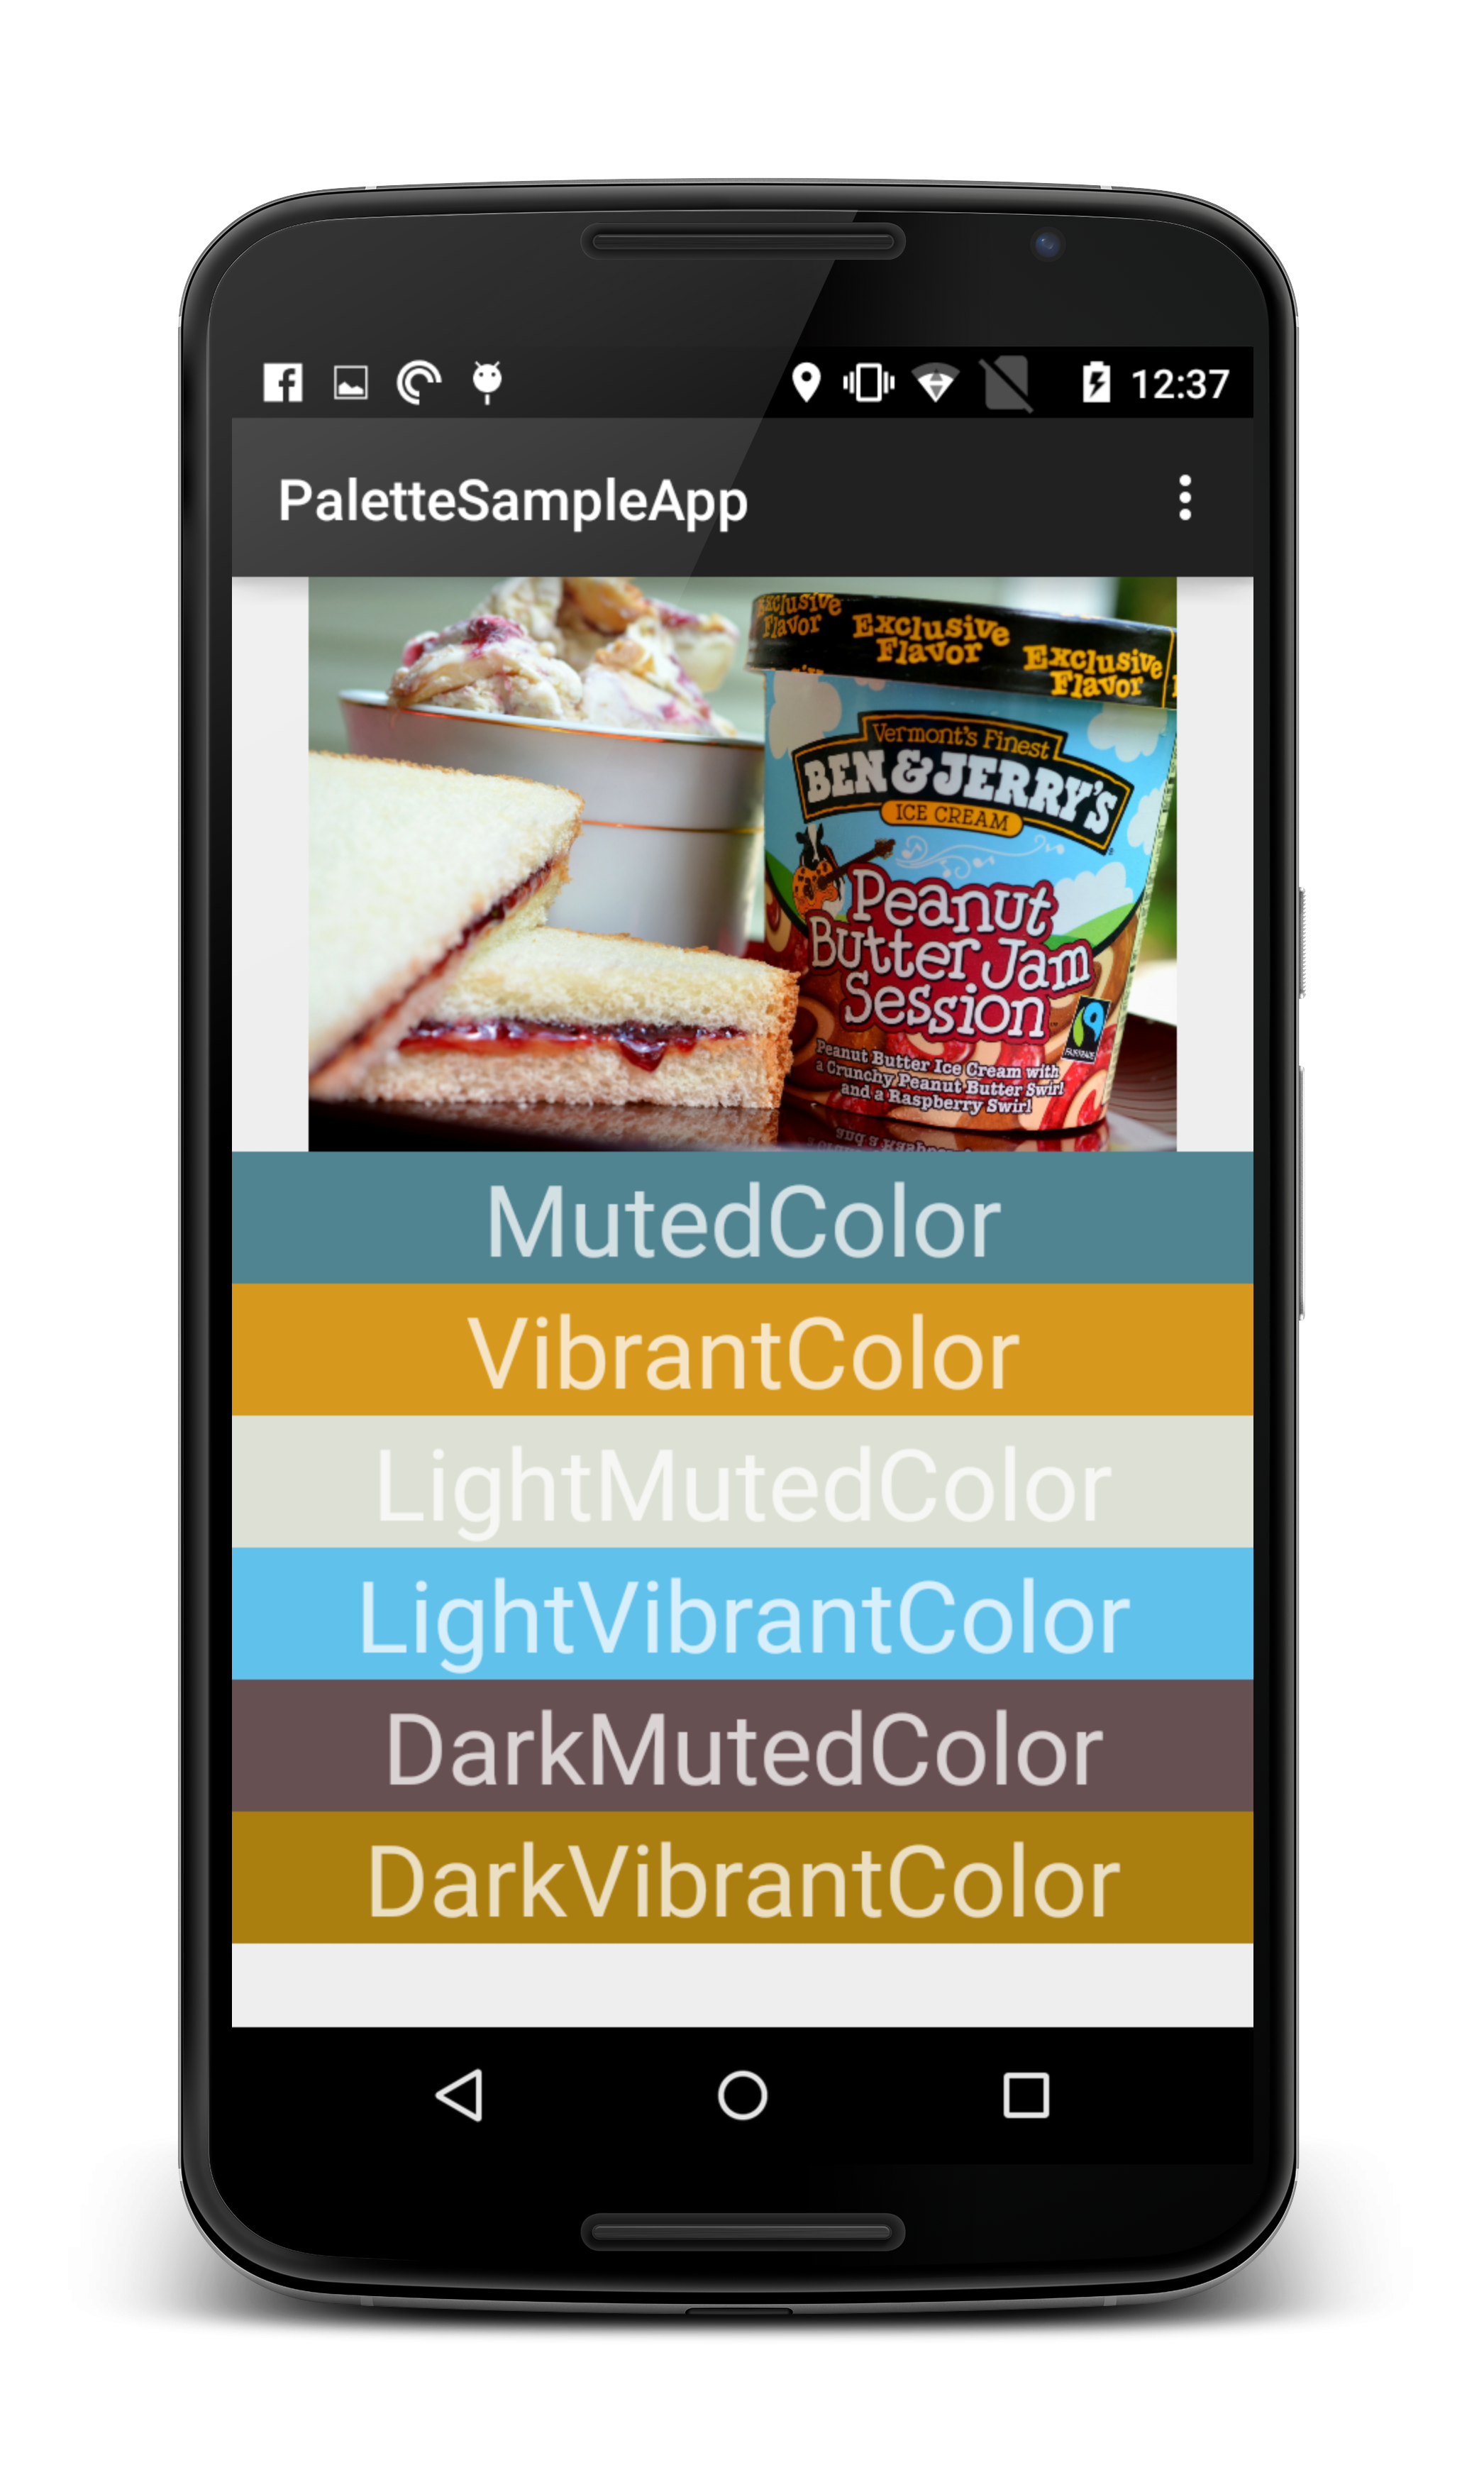 12:37
PaletteSampleApp
Exclusive
Flavor
Exclusive
Flavor
Exclusive
Flavor
Vermont's Finest
BEN & JERRY'S
ICE CREAM
Peanut
Butter Jam
Session
FAIRTRADE
Peanut Butter Ice Cream with
a Crunchy Peanut Butter Swirl
and a Raspberry Swirl
MutedColor
VibrantColor
LightMutedColor
LightVibrantColor
DarkMutedColor
DarkVibrantColor